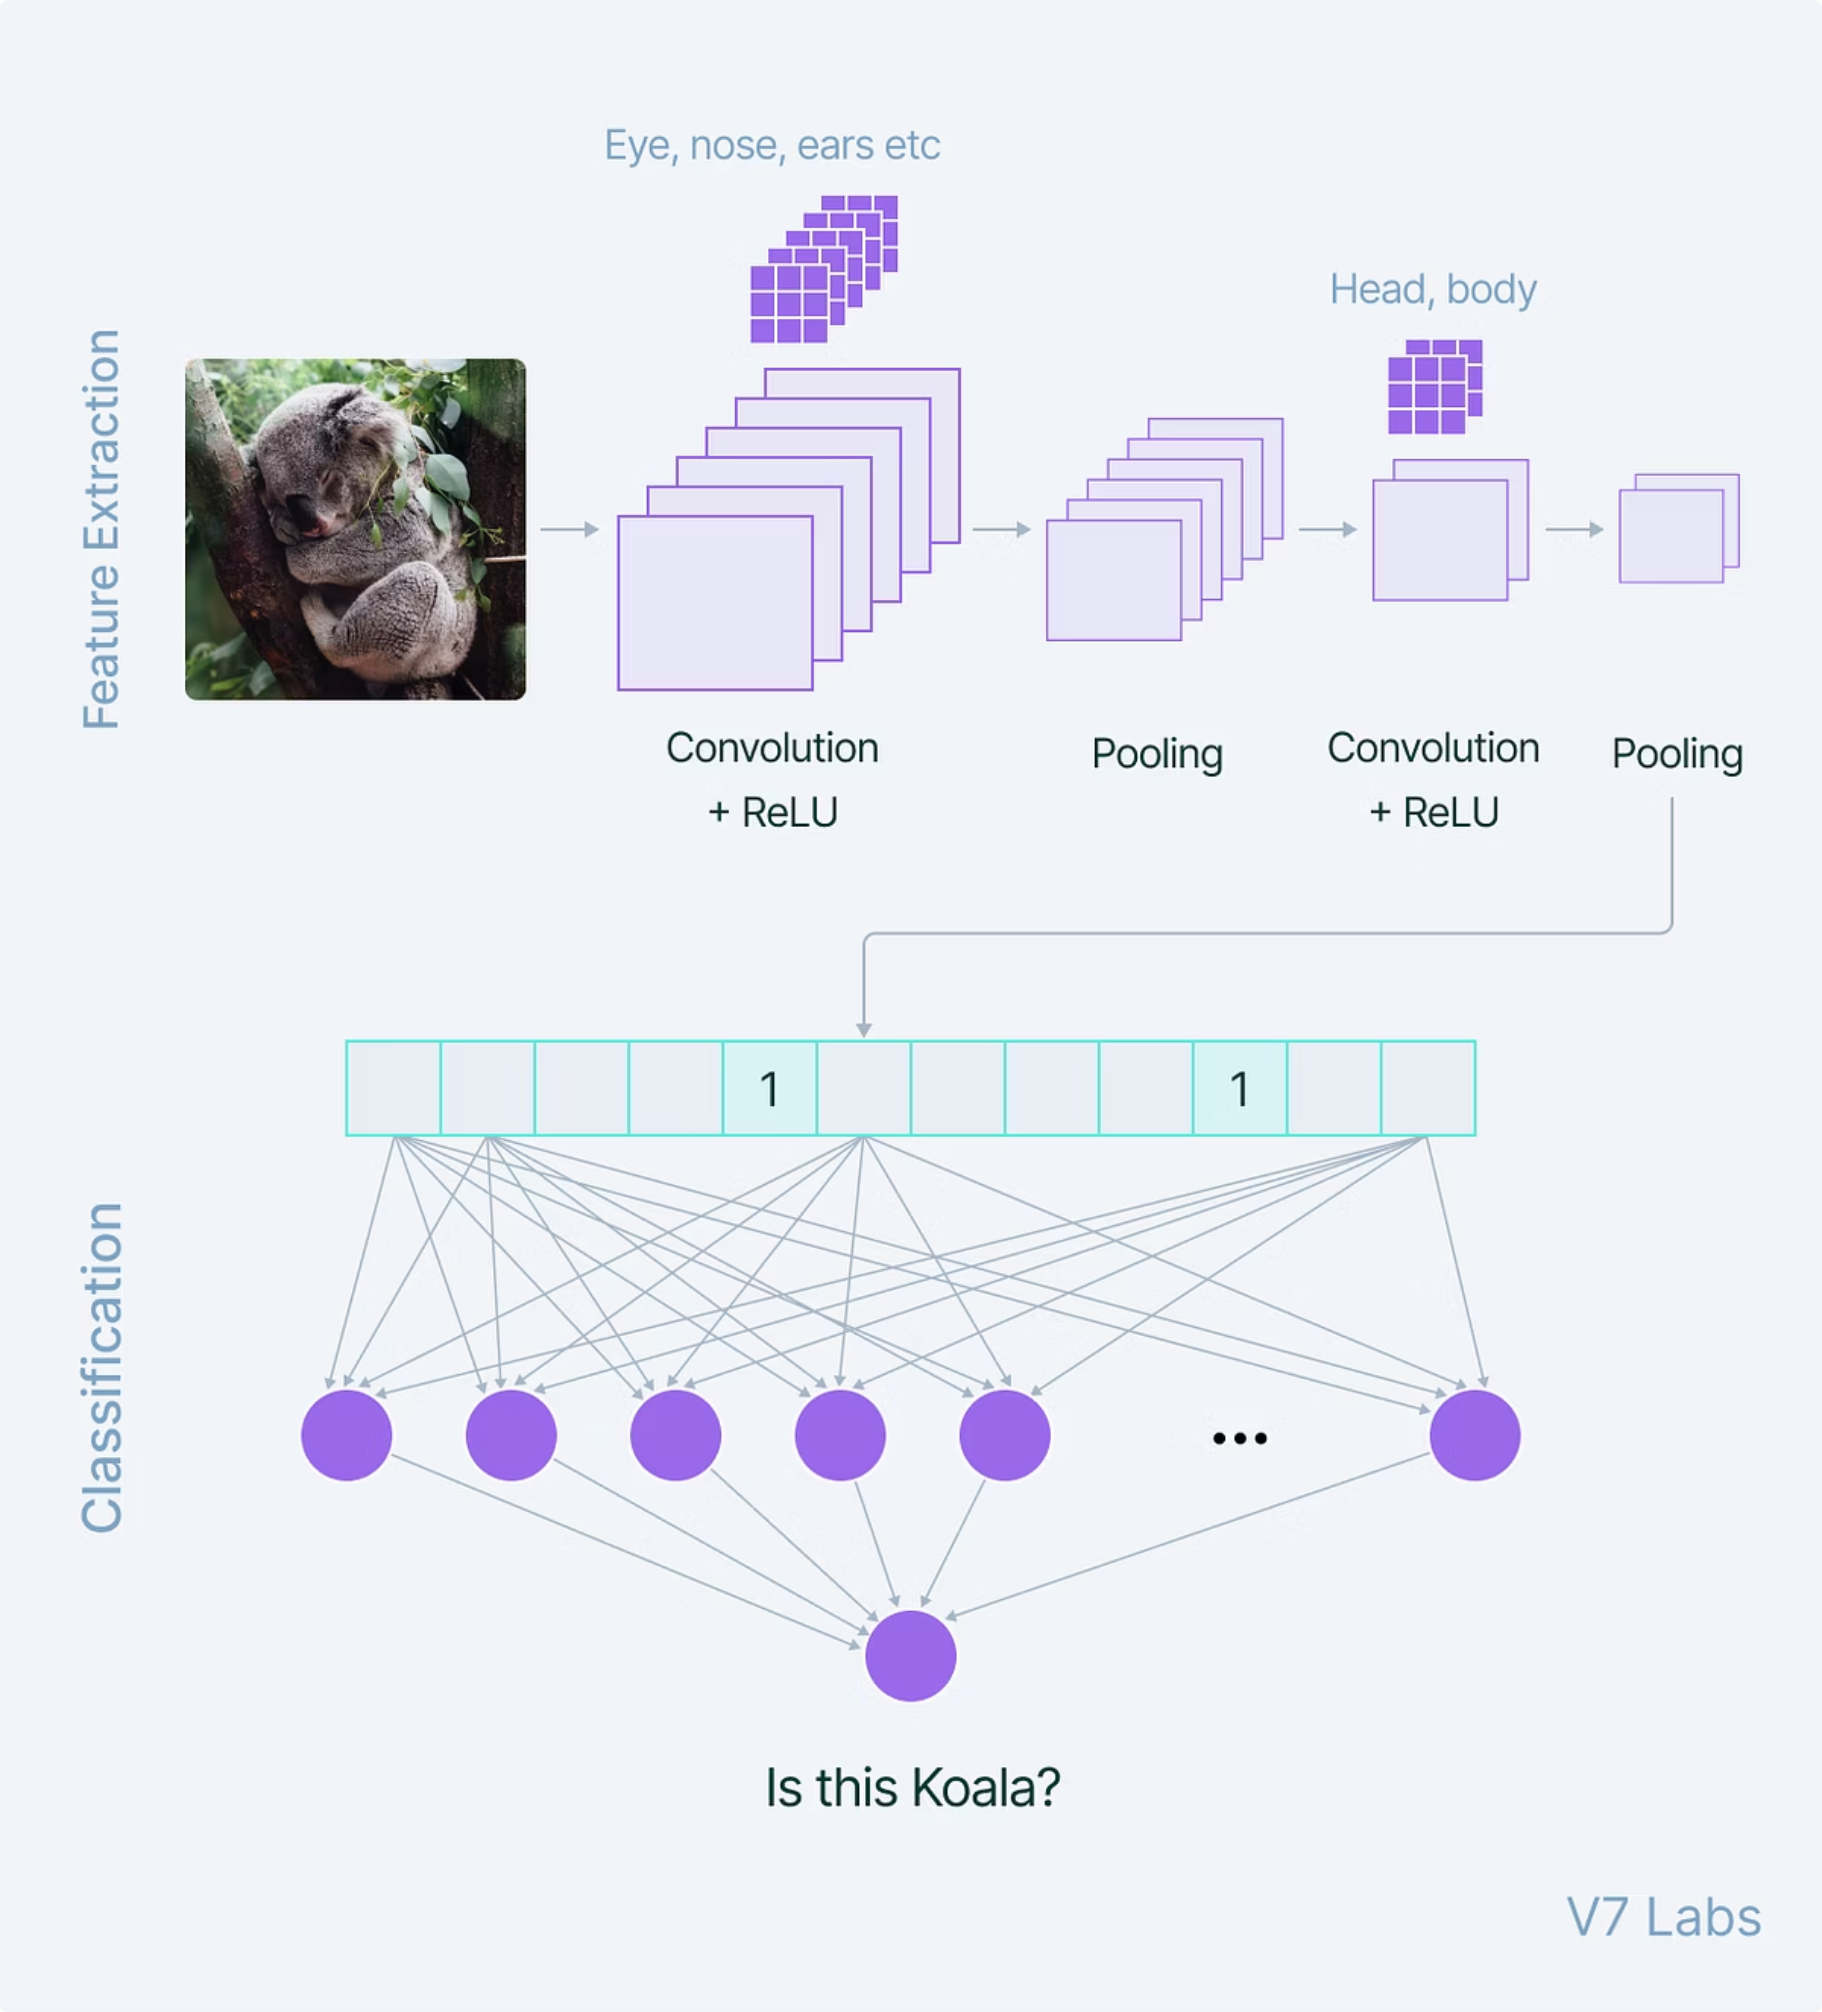 Eye, nose, ears etc
Head, body
Feature Extraction
Convolution
+ ReLU
Pooling
Convolution
+ ReLU
Pooling
1
1
Classification
...
Is this Koala?
V7 Labs